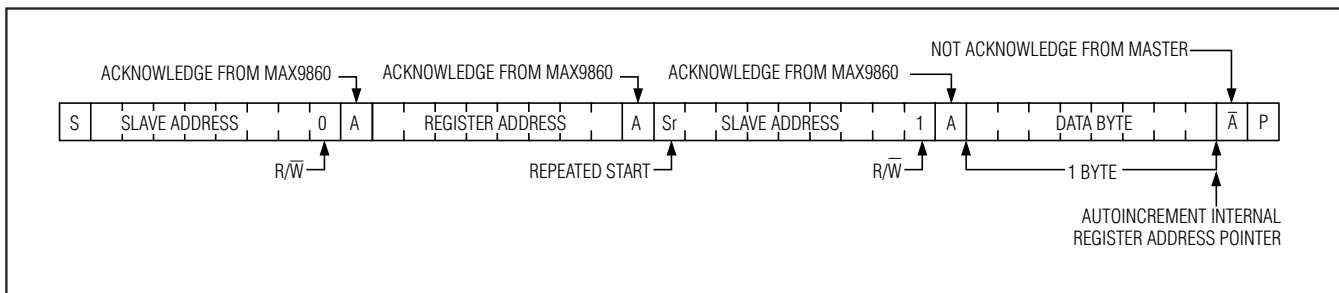 NOT ACKNOWLEDGE FROM MASTER
ACKNOWLEDGE FROM MAX9860 ACKNOWLEDGE FROM MAX9860 ACKNOWLEDGE FROM MAX9860
S SLAVE ADDRESS 0 A REGISTER ADDRESS A Sr SLAVE ADDRESS 1 A DATA BYTE A̅ P
R/W̅ REPEATED START R/W̅ 1 BYTE
AUTOINCREMENT INTERNAL
REGISTER ADDRESS POINTER